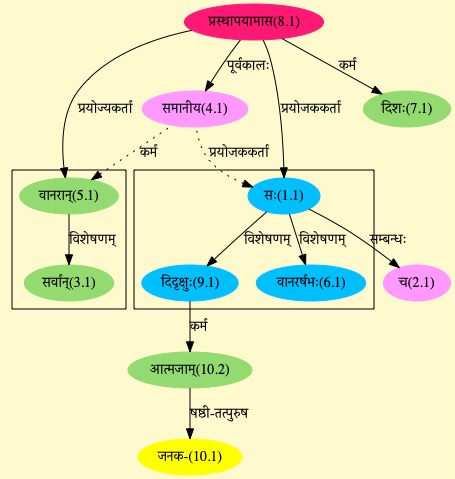 प्रस्थापयामास(8.1)
पूर्वकालः कर्म
समानीय(4.1) प्रयोज्यकर्ता प्रयोजककर्ता दिशः(7.1)
कर्म प्रयोजककर्ता
वानरान्(5.1) सः(1.1)
विशेषणम् विशेषणम् विशेषणम् सम्बन्धः
सर्वान्(3.1) दिदृक्षुः(9.1) वानरर्षभः(6.1) च(2.1)
कर्म
आत्मजाम्(10.2)
षष्ठी-तत्पुरुष
जनक-(10.1)